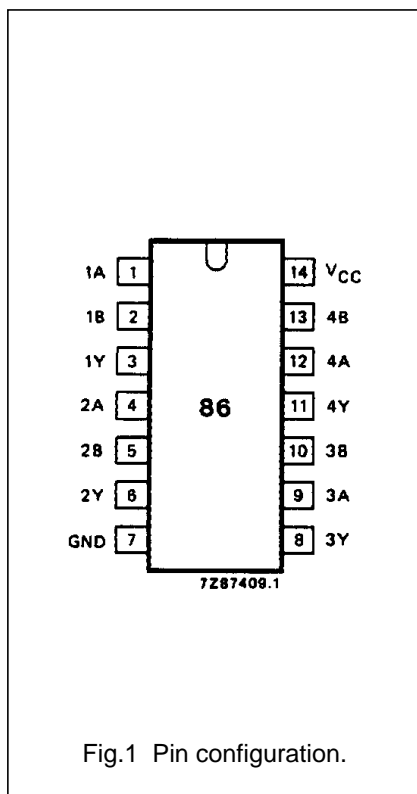 1A 1 14 VCC
1B 2 13 4B
1Y 3 12 4A
2A 4 86 11 4Y
2B 5 10 3B
2Y 6 9 3A
GND 7 8 3Y
7Z87409.1
Fig.1 Pin configuration.